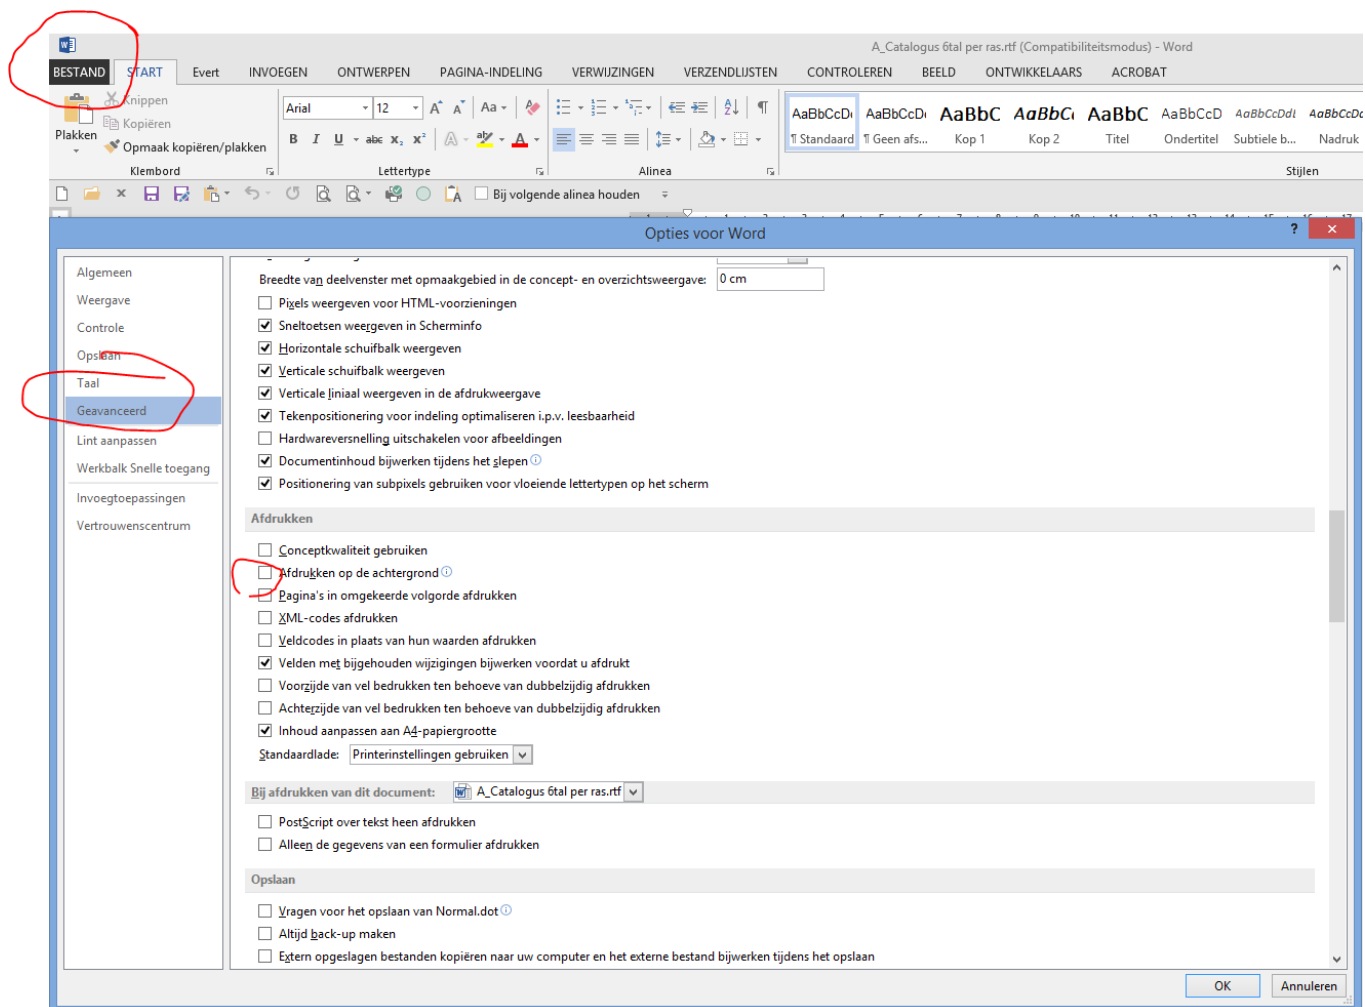 A_Catalogus 6tal per ras.rtf (Compatibiliteitsmodus) - Word
BESTAND START Evert INVOEGEN ONTWERPEN PAGINA-INDELING VERWIJZINGEN VERZENDLIJSTEN CONTROLEREN BEELD ONTWIKKELAARS ACROBAT
Knippen
Kopiëren
Plakken
Opmaak kopiëren/plakken
Klembord
Arial 12
Lettertype
Alinea
AaBbCcDı AaBbCcDı AaBbC AaBbCı AaBbC AaBbCcD AaBbCcDdı AaBbCcDd
¶ Standaard ¶ Geen afs... Kop 1 Kop 2 Titel Ondertitel Subtiele b... Nadruk
Stijlen
Bij volgende alinea houden
Opties voor Word
Algemeen
Weergave
Controle
Opslaan
Taal
Geavanceerd
Lint aanpassen
Werkbalk Snelle toegang
Invoegtoepassingen
Vertrouwenscentrum
Breedte van deelvenster met opmaakgebied in de concept- en overzichtsweergave: 0 cm
Pixels weergeven voor HTML-voorzieningen
Sneltoetsen weergeven in Scherminfo
Horizontale schuifbalk weergeven
Verticale schuifbalk weergeven
Verticale liniaal weergeven in de afdrukweergave
Tekenpositionering voor indeling optimaliseren i.p.v. leesbaarheid
Hardwareversnelling uitschakelen voor afbeeldingen
Documentinhoud bijwerken tijdens het slepen
Positionering van subpixels gebruiken voor vloeiende lettertypen op het scherm
Afdrukken
Conceptkwaliteit gebruiken
Afdrukken op de achtergrond
Pagina's in omgekeerde volgorde afdrukken
XML-codes afdrukken
Veldcodes in plaats van hun waarden afdrukken
Velden met bijgehouden wijzigingen bijwerken voordat u afdrukt
Voorzijde van vel bedrukken ten behoeve van dubbelzijdig afdrukken
Achterzijde van vel bedrukken ten behoeve van dubbelzijdig afdrukken
Inhoud aanpassen aan A4-papiergrootte
Standaardlade: Printerinstellingen gebruiken
Bij afdrukken van dit document: A_Catalogus 6tal per ras.rtf
PostScript over tekst heen afdrukken
Alleen de gegevens van een formulier afdrukken
Opslaan
Vragen voor het opslaan van Normal.dot
Altijd back-up maken
Extern opgeslagen bestanden kopiëren naar uw computer en het externe bestand bijwerken tijdens het opslaan
OK Annuleren